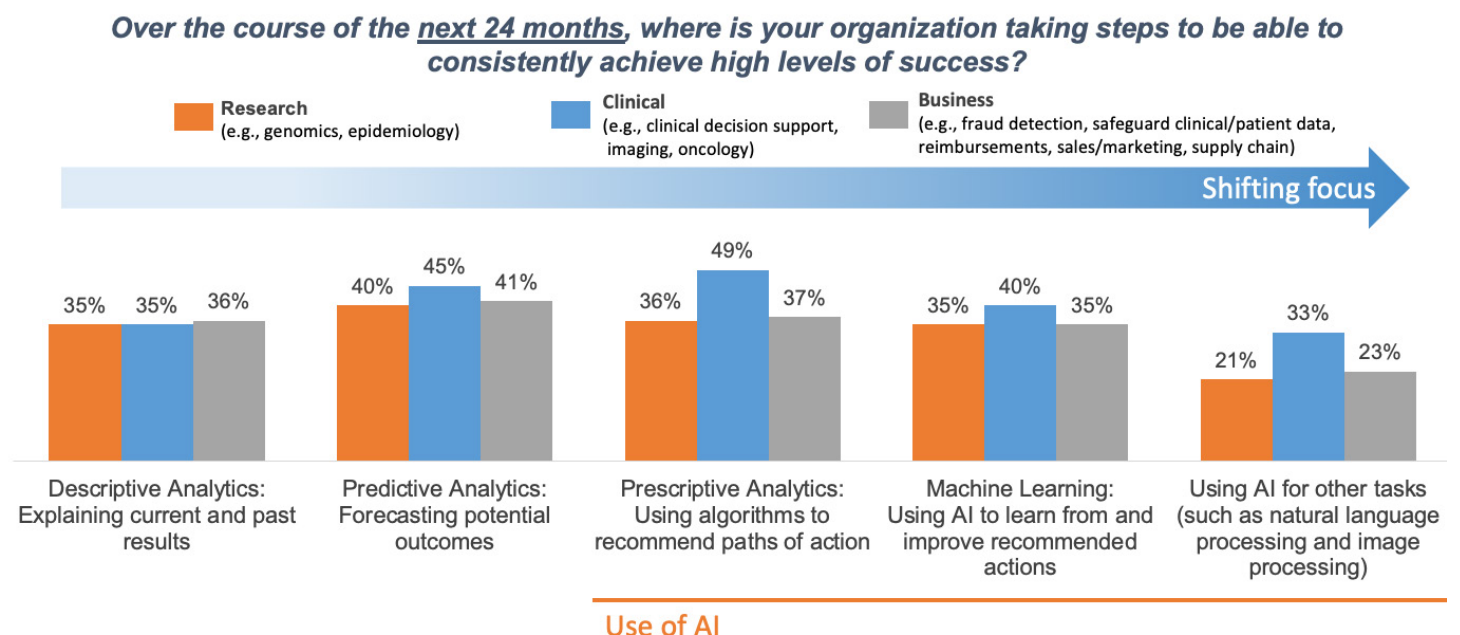 Over the course of the next 24 months, where is your organization taking steps to be able to
consistently achieve high levels of success?
Research
(e.g., genomics, epidemiology)
Clinical
(e.g., clinical decision support,
imaging, oncology)
Business
(e.g., fraud detection, safeguard clinical/patient data,
reimbursements, sales/marketing, supply chain)
Shifting focus
35%
35%
36%
40%
45%
41%
36%
49%
37%
35%
40%
35%
21%
33%
23%
Descriptive Analytics:
Explaining current and past
results
Predictive Analytics:
Forecasting potential
outcomes
Prescriptive Analytics:
Using algorithms to
recommend paths of action
Machine Learning:
Using AI to learn from and
improve recommended
actions
Using AI for other tasks
(such as natural language
processing and image
processing)
Use of AI